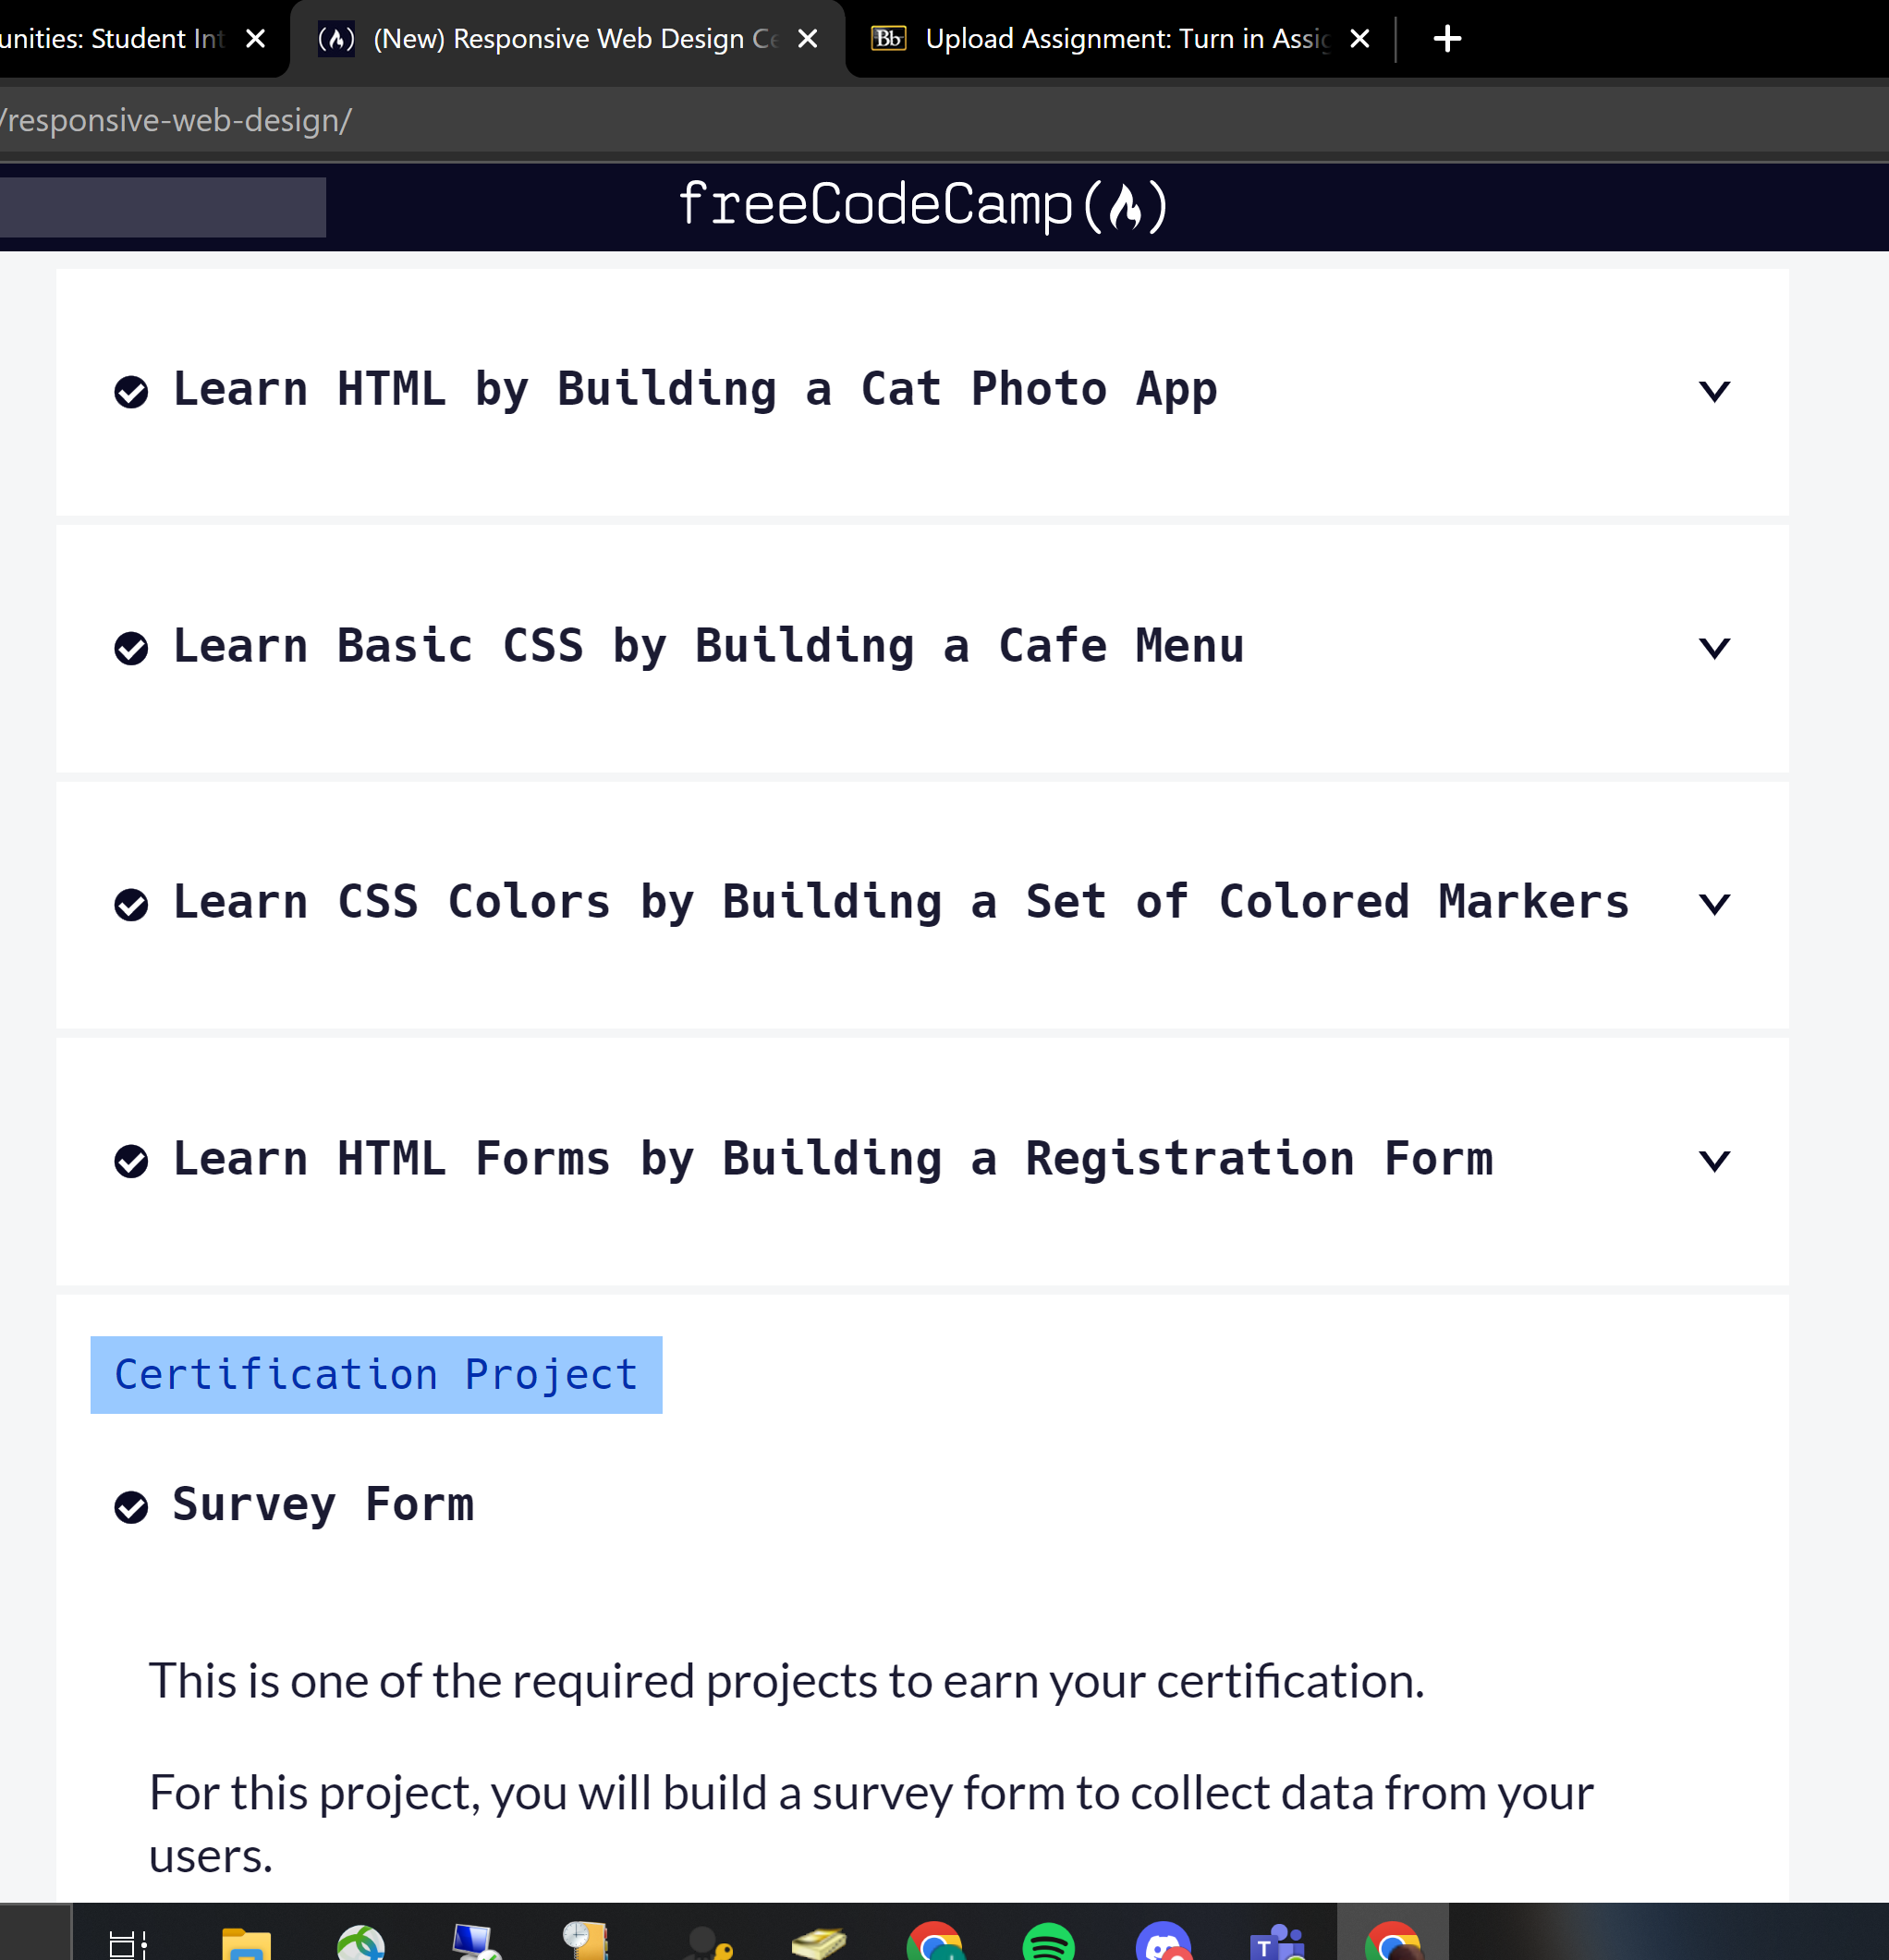 unities: Student Int
(New) Responsive Web Design Ce
Bb Upload Assignment: Turn in Assig
/responsive-web-design/
freeCodeCamp
Learn HTML by Building a Cat Photo App
Learn Basic CSS by Building a Cafe Menu
Learn CSS Colors by Building a Set of Colored Markers
Learn HTML Forms by Building a Registration Form
Certification Project
Survey Form
This is one of the required projects to earn your certification.
For this project, you will build a survey form to collect data from your
users.
T